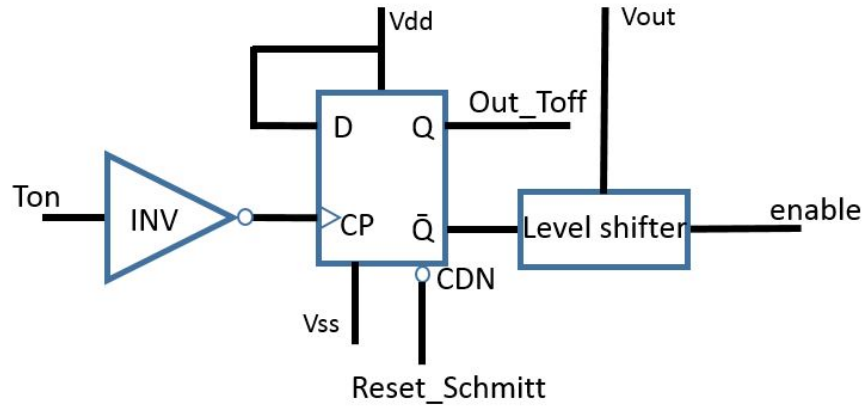 Vdd
Vout
Out_Toff
D
Q
Ton
INV
CP
Q̄
Level shifter
enable
CDN
Vss
Reset_Schmitt